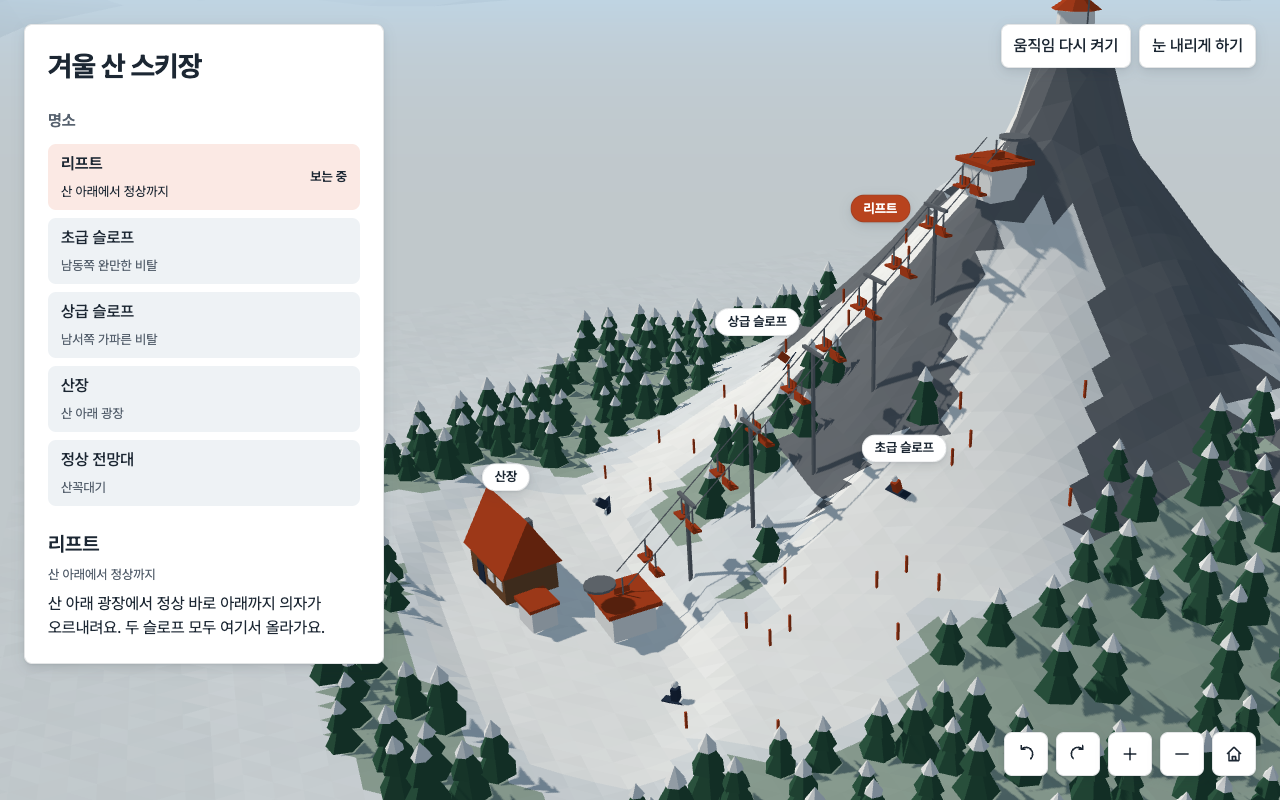 겨울 산 스키장
명소
리프트
산 아래에서 정상까지
보는 중
초급 슬로프
남동쪽 완만한 비탈
상급 슬로프
남서쪽 가파른 비탈
산장
산 아래 광장
정상 전망대
산꼭대기
리프트
산 아래에서 정상까지
산 아래 광장에서 정상 바로 아래까지 의자가
오르내려요. 두 슬로프 모두 여기서 올라가요.
움직임 다시 켜기
눈 내리게 하기
리프트
상급 슬로프
초급 슬로프
산장